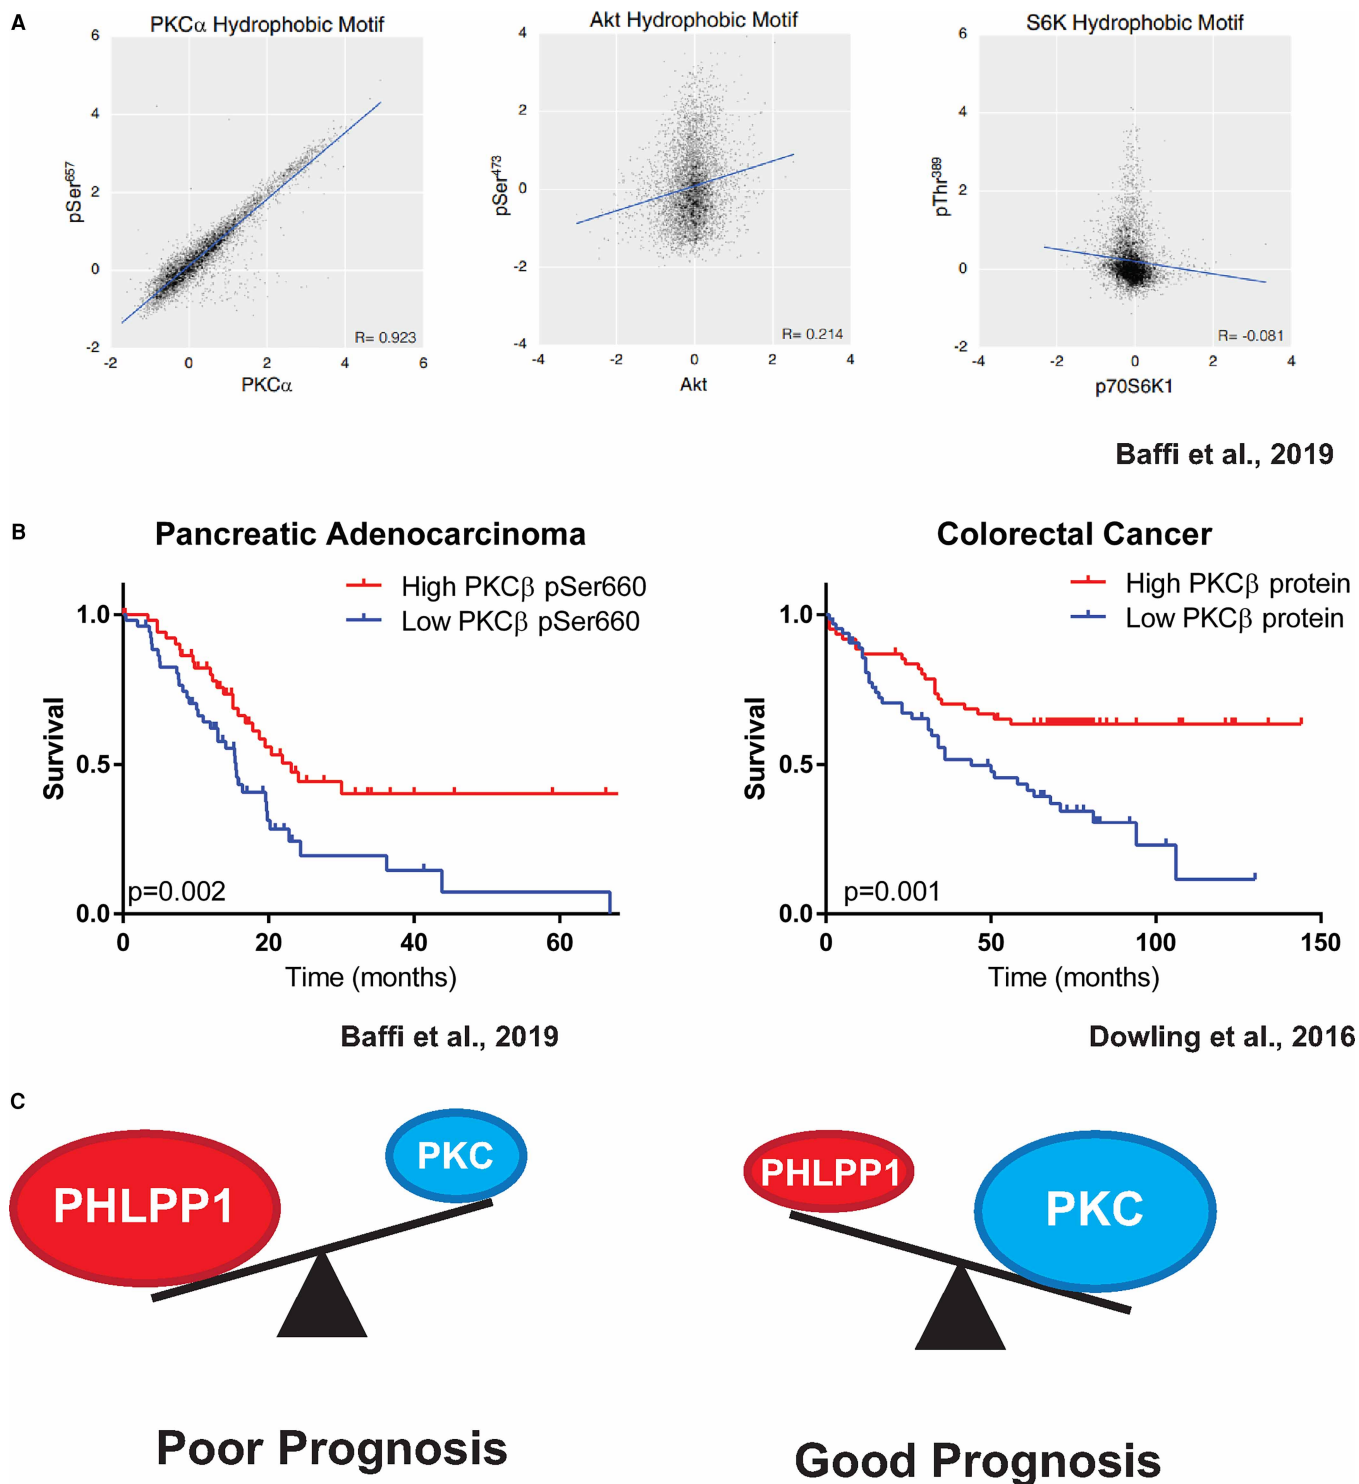 A
PKCα Hydrophobic Motif
6
4
2
0
-2
-2 0 2 4 6
pSer657
PKCα
R= 0.923
Akt Hydrophobic Motif
4
2
0
-2
-4
-4 -2 0 2 4
pSer473
Akt
R= 0.214
S6K Hydrophobic Motif
6
4
2
0
-2
-4 -2 0 2 4
pThr389
p70S6K1
R= -0.081
Baffi et al., 2019
B
Pancreatic Adenocarcinoma
High PKCβ pSer660
Low PKCβ pSer660
1.0
0.5
0.0
Survival
p=0.002
0 20 40 60
Time (months)
Baffi et al., 2019
Colorectal Cancer
High PKCβ protein
Low PKCβ protein
1.0
0.5
0.0
Survival
p=0.001
0 50 100 150
Time (months)
Dowling et al., 2016
C
PHLPP1
PKC
Poor Prognosis
PHLPP1
PKC
Good Prognosis